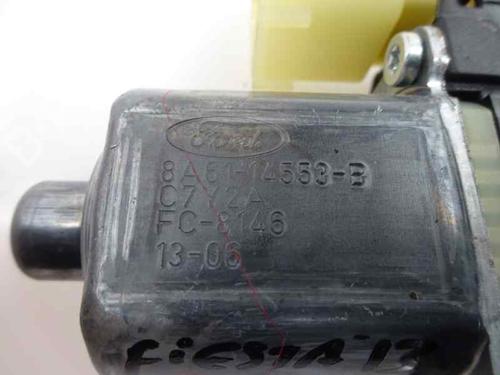 Ford
8A61-14553-B
C7Y2A
FC-8146
13-06
FIESTA'13